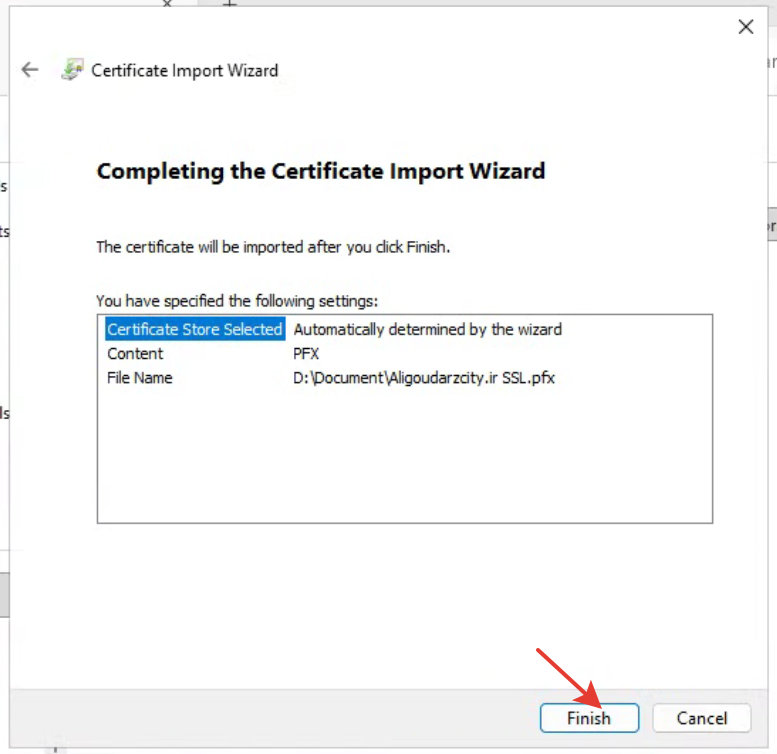 Certificate Import Wizard
Completing the Certificate Import Wizard
The certificate will be imported after you click Finish.
You have specified the following settings:
Certificate Store Selected Automatically determined by the wizard
Content PFX
File Name D:\Document\Aligoudarzcity.ir SSL.pfx
Finish Cancel